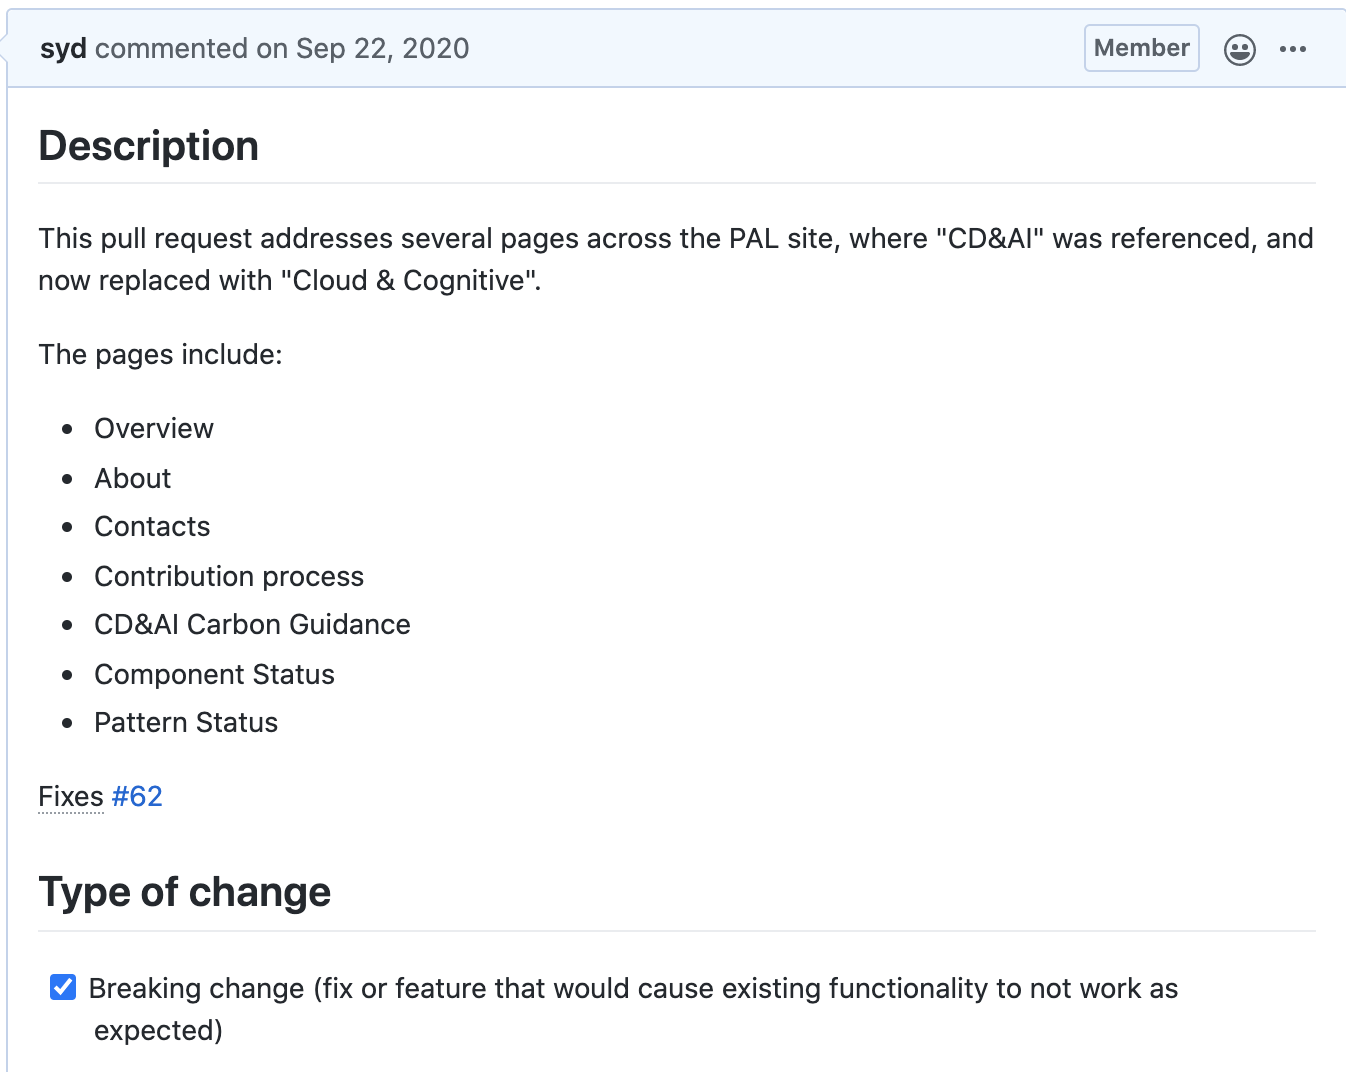 syd commented on Sep 22, 2020
Member
Description
This pull request addresses several pages across the PAL site, where "CD&AI" was referenced, and
now replaced with "Cloud & Cognitive".
The pages include:
Overview
About
Contacts
Contribution process
CD&AI Carbon Guidance
Component Status
Pattern Status
Fixes #62
Type of change
Breaking change (fix or feature that would cause existing functionality to not work as
expected)